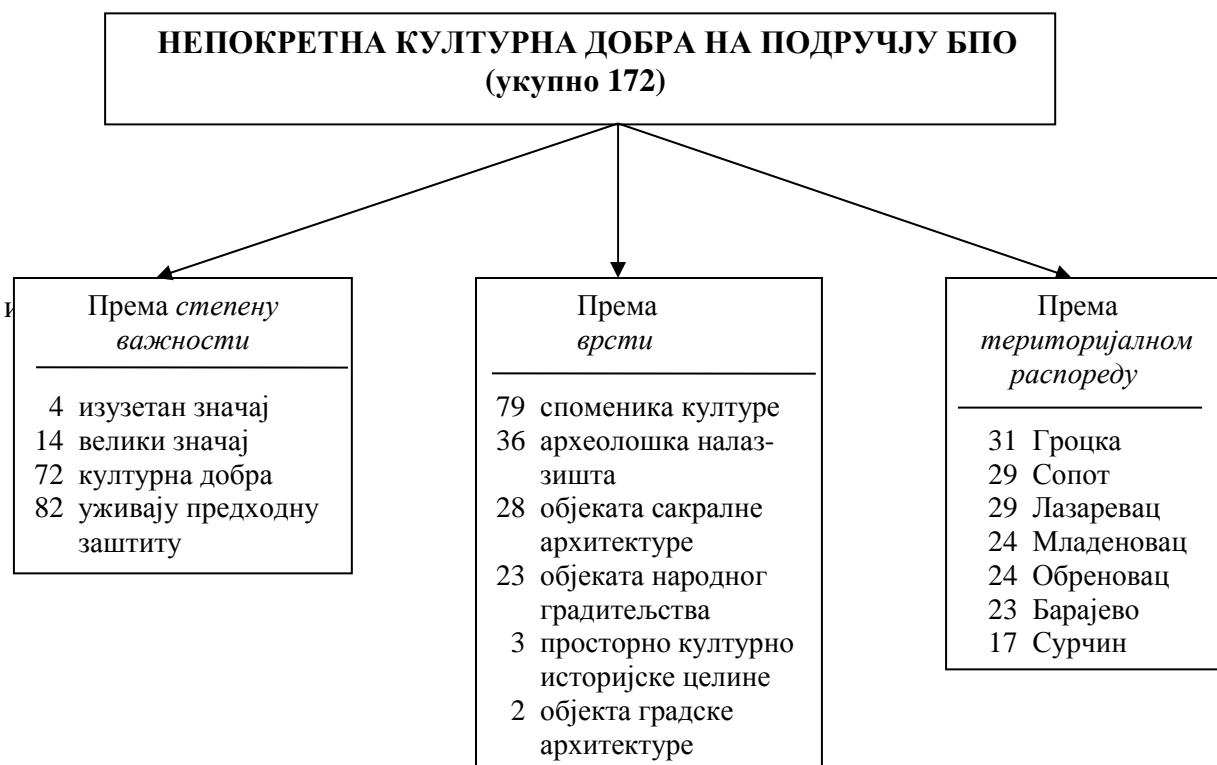 НЕПОКРЕТНА КУЛТУРНА ДОБРА НА ПОДРУЧЈУ БПО
(укупно 172)
и
Према степену
важности
4 изузетан значај
14 велики значај
72 културна добра
82 уживају предходну
заштиту
Према
врсти
79 споменика културе
36 археолошка налаз-
зишта
28 објеката сакралне
архитектуре
23 објеката народног
градитељства
3 просторно културно
историјске целине
2 објекта градске
архитектуре
Према
територијалном
распореду
31 Гроцка
29 Сопот
29 Лазаревац
24 Младеновац
24 Обреновац
23 Барајево
17 Сурчин